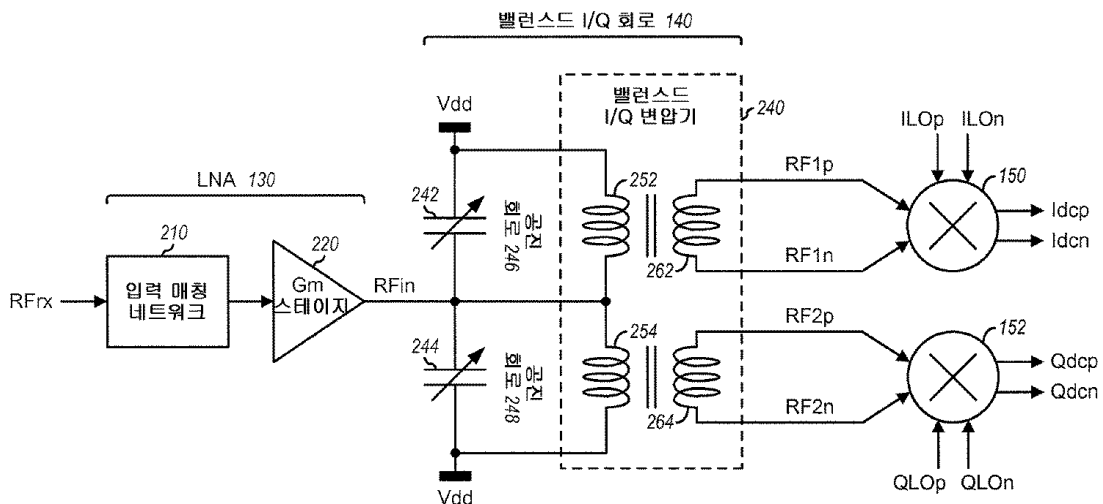 밸런스드 I/Q 회로 140
밸런스드
I/Q 변압기
240
Vdd
ILOp ILOn
LNA 130
242
공진
회로 246
252
262
RF1p
RF1n
150
Idcp
Idcn
210
220
RFrx
입력 매칭
네트워크
Gm
스테이지
RFin
244
공진
회로 248
254
264
RF2p
RF2n
152
Qdcp
Qdcn
Vdd
QLOp QLOn